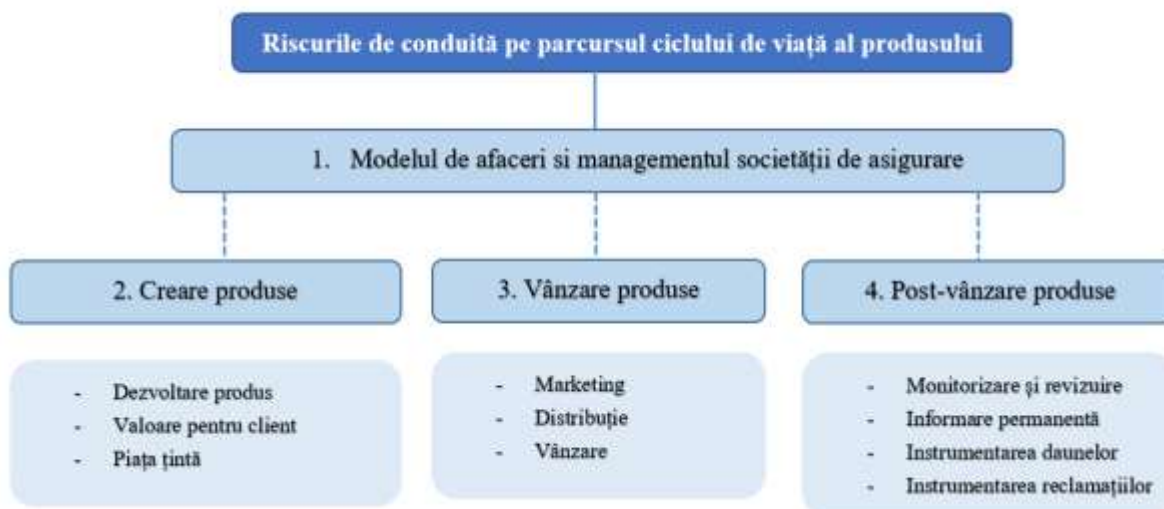 Riscurile de conduită pe parcursul ciclului de viață al produsului
1. Modelul de afaceri si managementul societății de asigurare
2. Creare produse
- Dezvoltare produs
- Valoare pentru client
- Piața țintă
3. Vânzare produse
- Marketing
- Distribuție
- Vânzare
4. Post-vânzare produse
- Monitorizare și revizuire
- Informare permanentă
- Instrumentarea daunelor
- Instrumentarea reclamațiilor